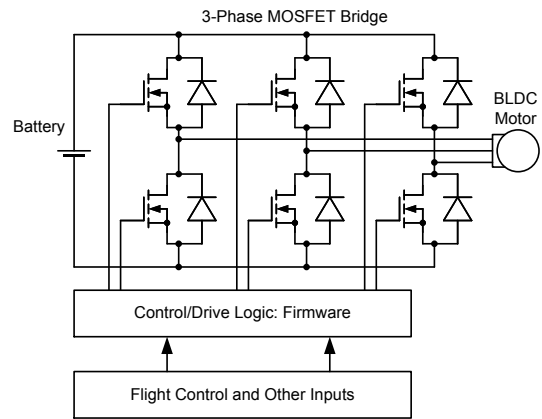 3-Phase MOSFET Bridge
BLDC
Motor
Battery
Control/Drive Logic: Firmware
Flight Control and Other Inputs